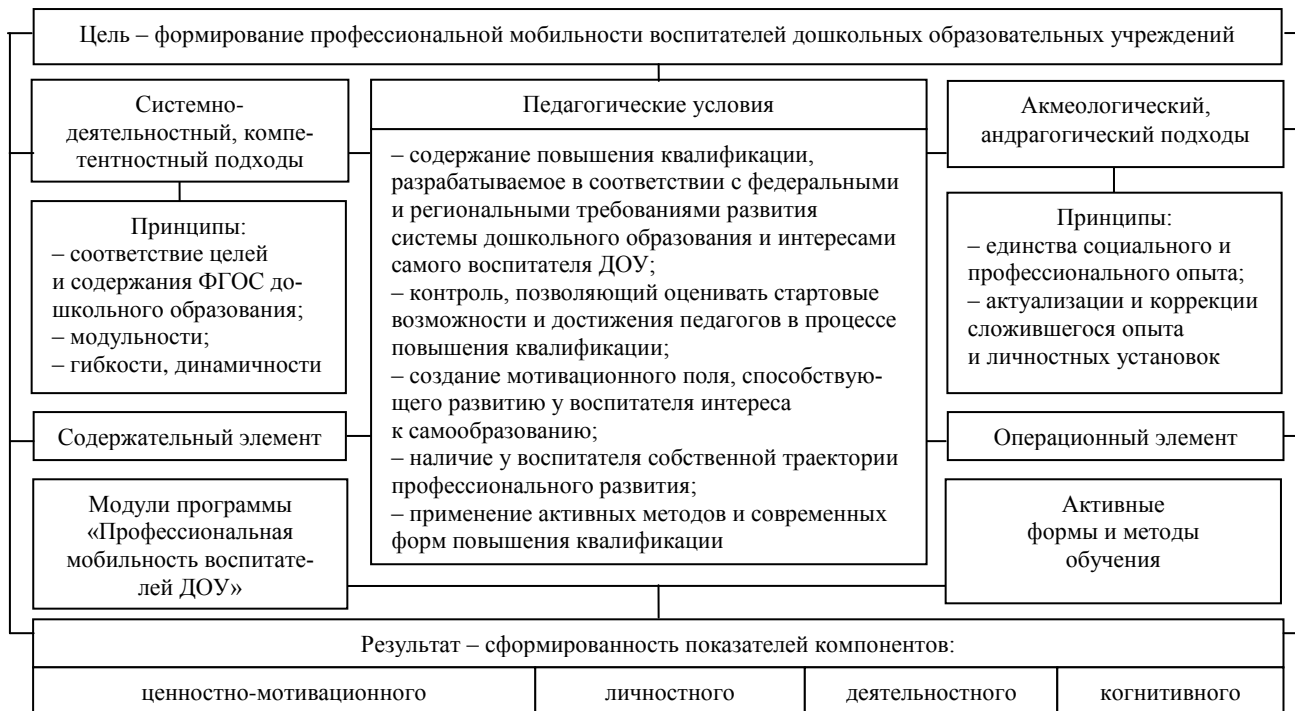 Цель – формирование профессиональной мобильности воспитателей дошкольных образовательных учреждений
Системно-
деятельностный, компе-
тентностный подходы
Принципы:
– соответствие целей
и содержания ФГОС до-
школьного образования;
– модульности;
– гибкости, динамичности
Содержательный элемент
Модули программы
«Профессиональная
мобильность воспитате-
лей ДОУ»
Педагогические условия
– содержание повышения квалификации,
разрабатываемое в соответствии с федеральными
и региональными требованиями развития
системы дошкольного образования и интересами
самого воспитателя ДОУ;
– контроль, позволяющий оценивать стартовые
возможности и достижения педагогов в процессе
повышения квалификации;
– создание мотивационного поля, способствую-
щего развитию у воспитателя интереса
к самообразованию;
– наличие у воспитателя собственной траектории
профессионального развития;
– применение активных методов и современных
форм повышения квалификации
Акмеологический,
андрагогический подходы
Принципы:
– единства социального и
профессионального опыта;
– актуализации и коррекции
сложившегося опыта
и личностных установок
Операционный элемент
Активные
формы и методы
обучения
Результат – сформированность показателей компонентов:
ценностно-мотивационного
личностного
деятельностного
когнитивного